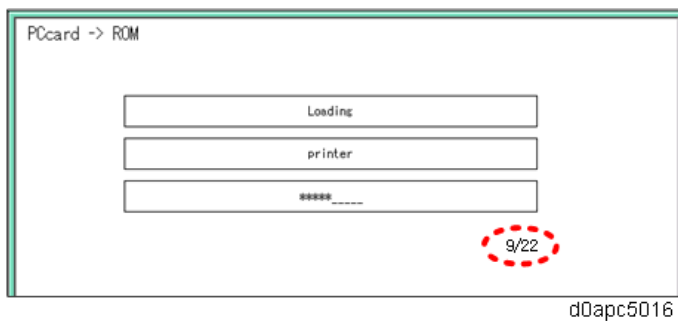 PCcard -> ROM
Loading
printer
*****_____
9/22
d0apc5016